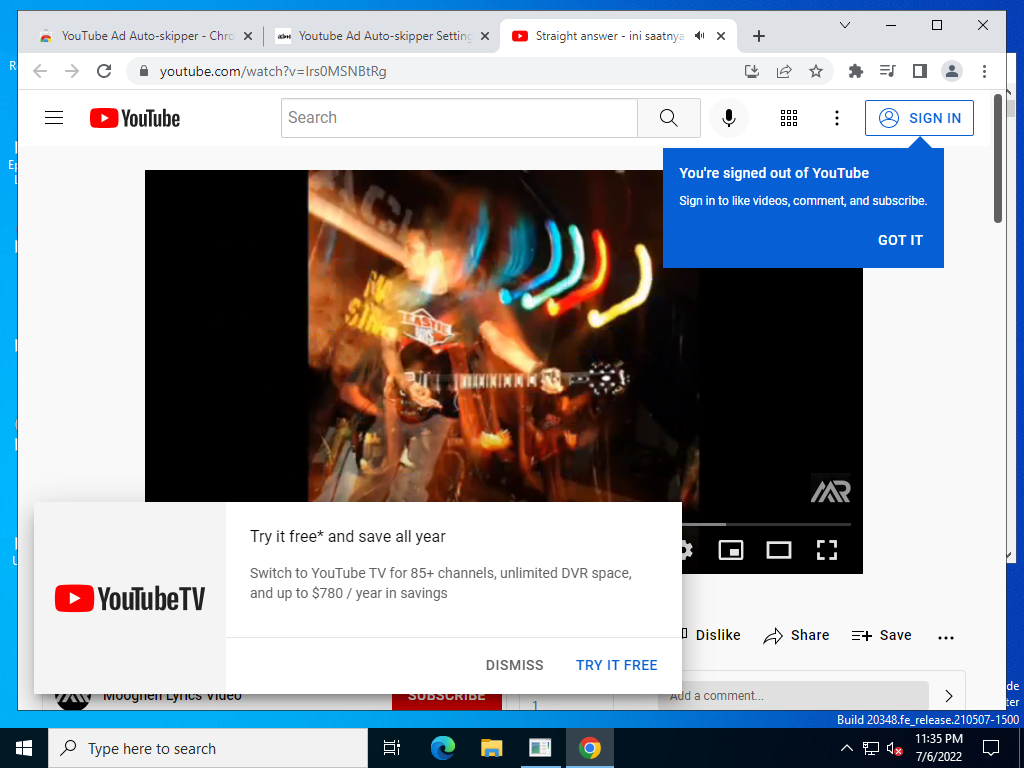 YouTube Ad Auto-skipper - Chro
Youtube Ad Auto-skipper Setting
Straight answer - ini saatnya
youtube.com/watch?v=Irs0MSNBtRg
YouTube
Search
SIGN IN
You're signed out of YouTube
Sign in to like videos, comment, and subscribe.
GOT IT
EASTIE
YouTubeTV
Try it free* and save all year
Switch to YouTube TV for 85+ channels, unlimited DVR space,
and up to $780 / year in savings
DISMISS
TRY IT FREE
Dislike
Share
Save
Moognen Lyrics Video
SUBSCRIBE
1
Add a comment...
Build 20348.fe_release.210507-1500
Type here to search
11:35 PM
7/6/2022